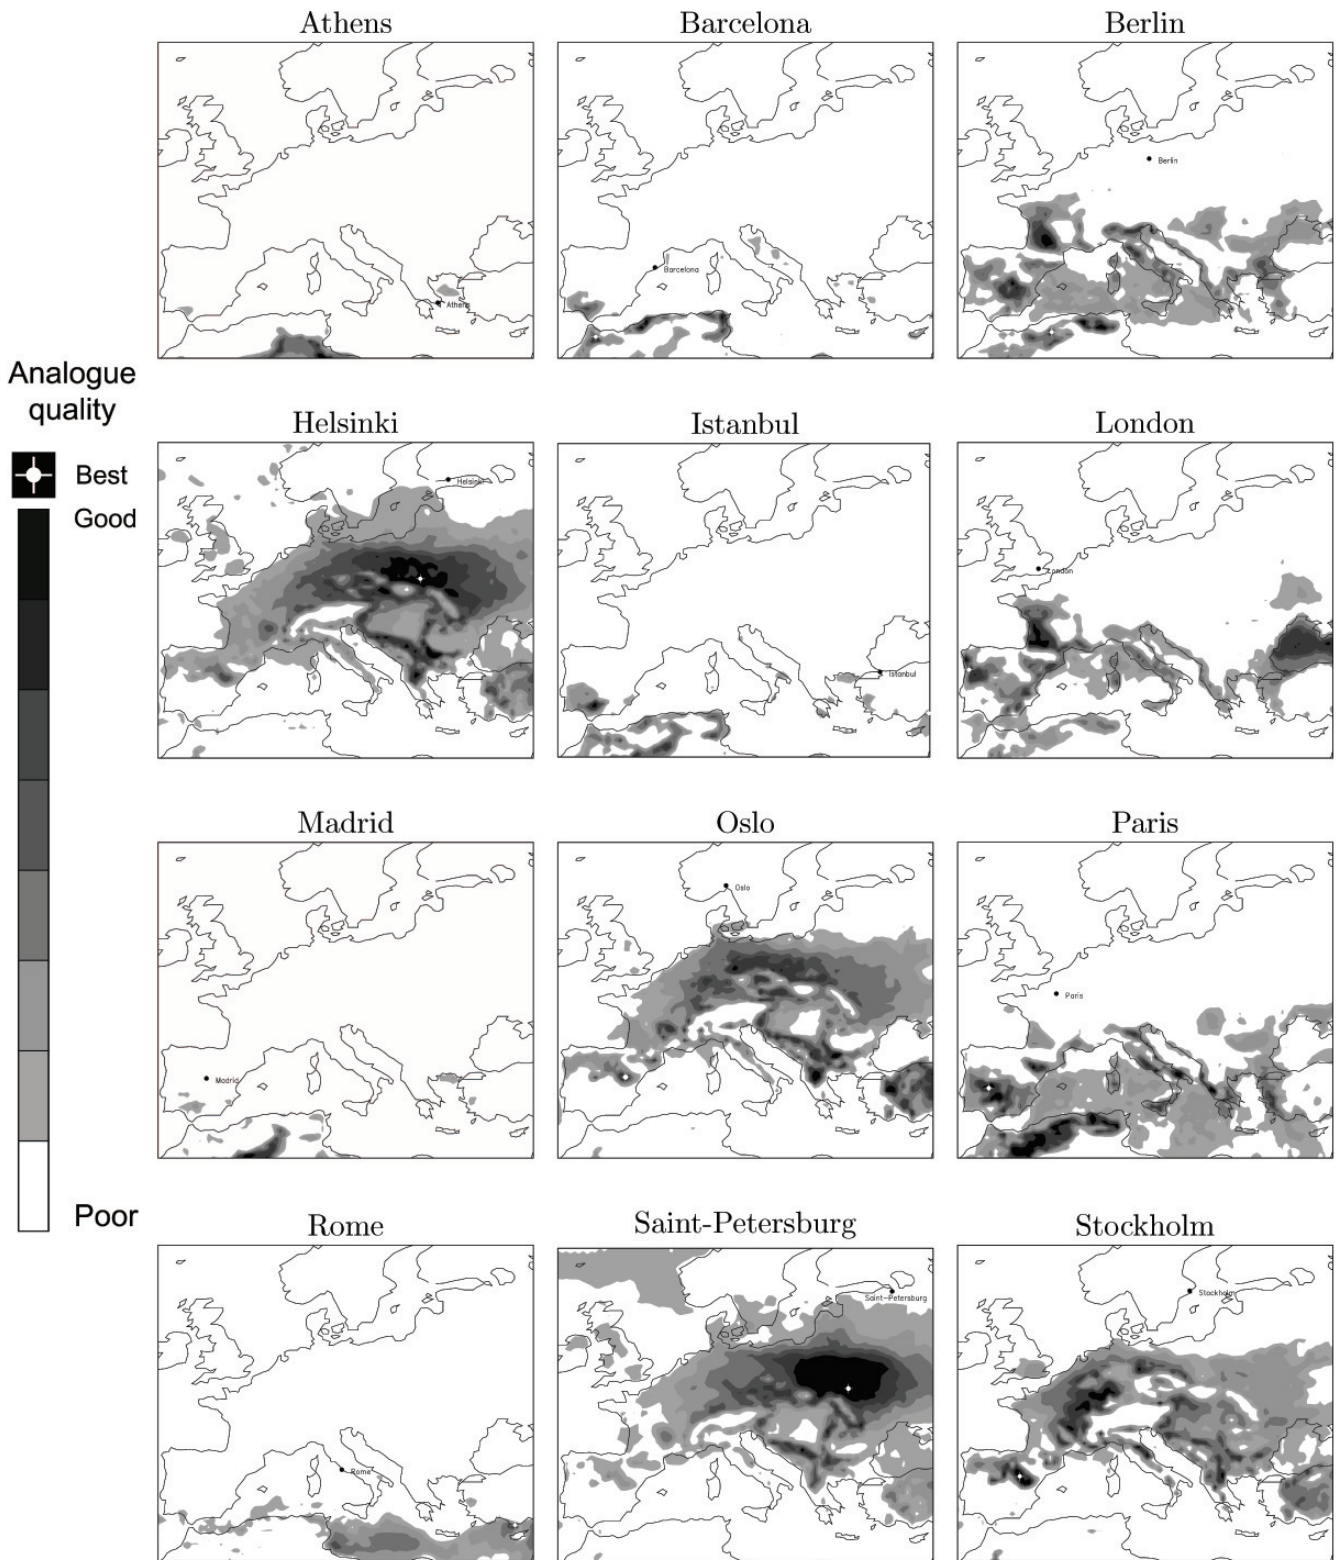 Athens
Barcelona
Berlin
Athens
Barcelona
Berlin
Analogue
quality
Best
Good
Poor
Helsinki
Istanbul
London
Helsinki
Istanbul
London
Madrid
Oslo
Paris
Madrid
Oslo
Paris
Rome
Saint-Petersburg
Stockholm
Rome
Saint-Petersburg
Stockholm